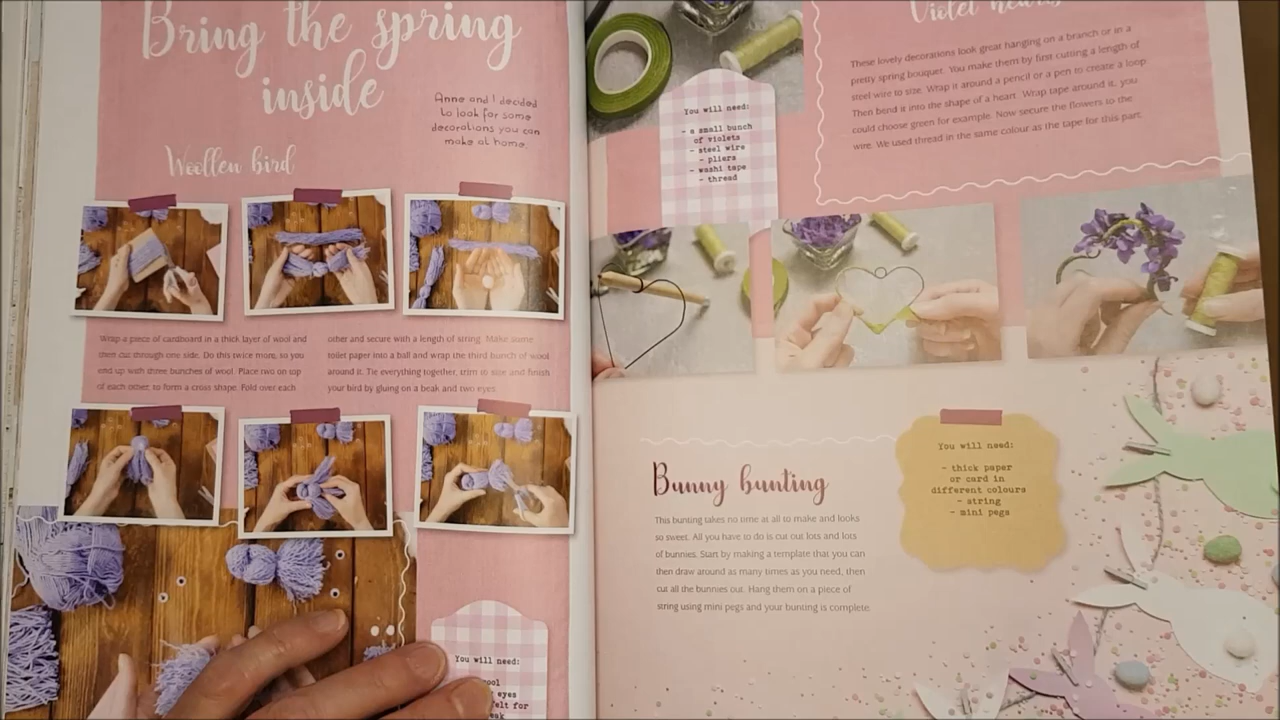 Bring the spring
inside
Anne and I decided
to look for some
decorations you can
make at home.
Woollen bird
Wrap a piece of cardboard in a thick layer of wool and
then cut through one side. Do this twice more, so you
end up with three bunches of wool. Place two on top
of each other, to form a cross shape. Fold over each
other and secure with a length of string. Make some
toilet paper into a ball and wrap the third bunch of wool
around it. Tie everything together, trim to size and finish
your bird by gluing on a beak and two eyes.
You will need:
eyes
You will need:
- a small bunch
of violets
- steel wire
- pliers
- washi tape
- thread
Violet hearts
These lovely decorations look great hanging on a branch or in a
pretty spring bouquet. You make them by first cutting a length of
steel wire to size. Wrap it around a pencil or a pen to create a loop.
Then bend it into the shape of a heart. Wrap tape around it, you
could choose green for example. Now secure the flowers to the
wire. We used thread in the same colour as the tape for this part.
Bunny bunting
This bunting takes no time at all to make and looks
so sweet. All you have to do is cut out lots and lots
of bunnies. Start by making a template that you can
then draw around as many times as you need, then
cut all the bunnies out. Hang them on a piece of
string using mini pegs and your bunting is complete.
You will need:
- thick paper
or card in
different colours
- string
- mini pegs